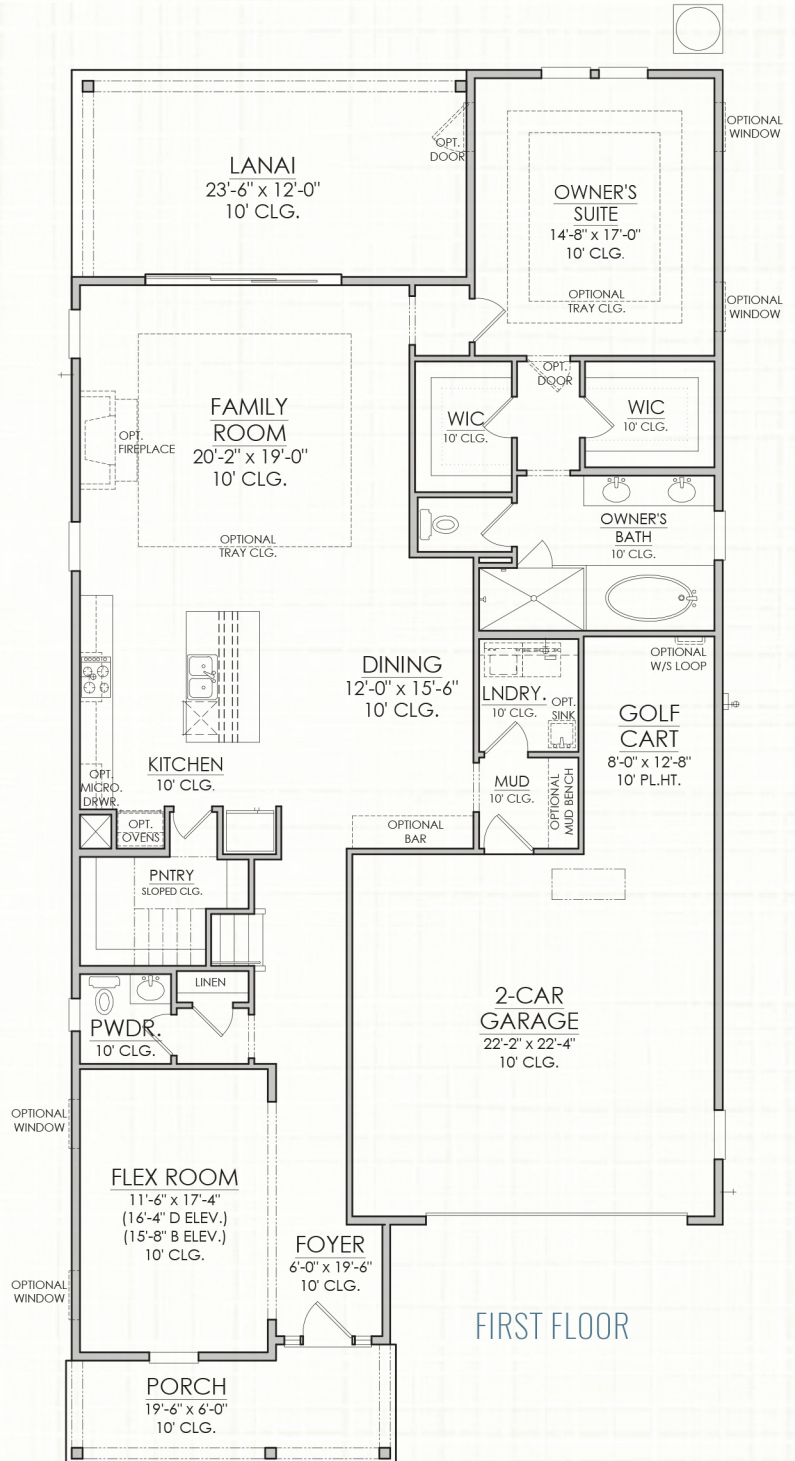 LANAI
23'-6" x 12'-0"
10' CLG.
OPT.
DOOR
OWNER'S
SUITE
14'-8" x 17'-0"
10' CLG.
OPTIONAL
TRAY CLG.
OPTIONAL
WINDOW
OPTIONAL
WINDOW
OPT.
DOOR
WIC
10' CLG.
WIC
10' CLG.
FAMILY
ROOM
20'-2" x 19'-0"
10' CLG.
OPT.
FIREPLACE
OPTIONAL
TRAY CLG.
OWNER'S
BATH
10' CLG.
DINING
12'-0" x 15'-6"
10' CLG.
LNDRY.
10' CLG.
OPT.
SINK
OPTIONAL
W/S LOOP
GOLF
CART
8'-0" x 12'-8"
10' PL.HT.
KITCHEN
10' CLG.
OPT.
MICRO.
DRWR.
OPT.
OVENS
MUD
10' CLG.
OPTIONAL
MUD BENCH
OPTIONAL
BAR
PNTRY
SLOPED CLG.
LINEN
PWDR.
10' CLG.
2-CAR
GARAGE
22'-2" x 22'-4"
10' CLG.
OPTIONAL
WINDOW
FLEX ROOM
11'-6" x 17'-4"
(16'-4" D ELEV.)
(15'-8" B ELEV.)
10' CLG.
OPTIONAL
WINDOW
FOYER
6'-0" x 19'-6"
10' CLG.
FIRST FLOOR
PORCH
19'-6" x 6'-0"
10' CLG.